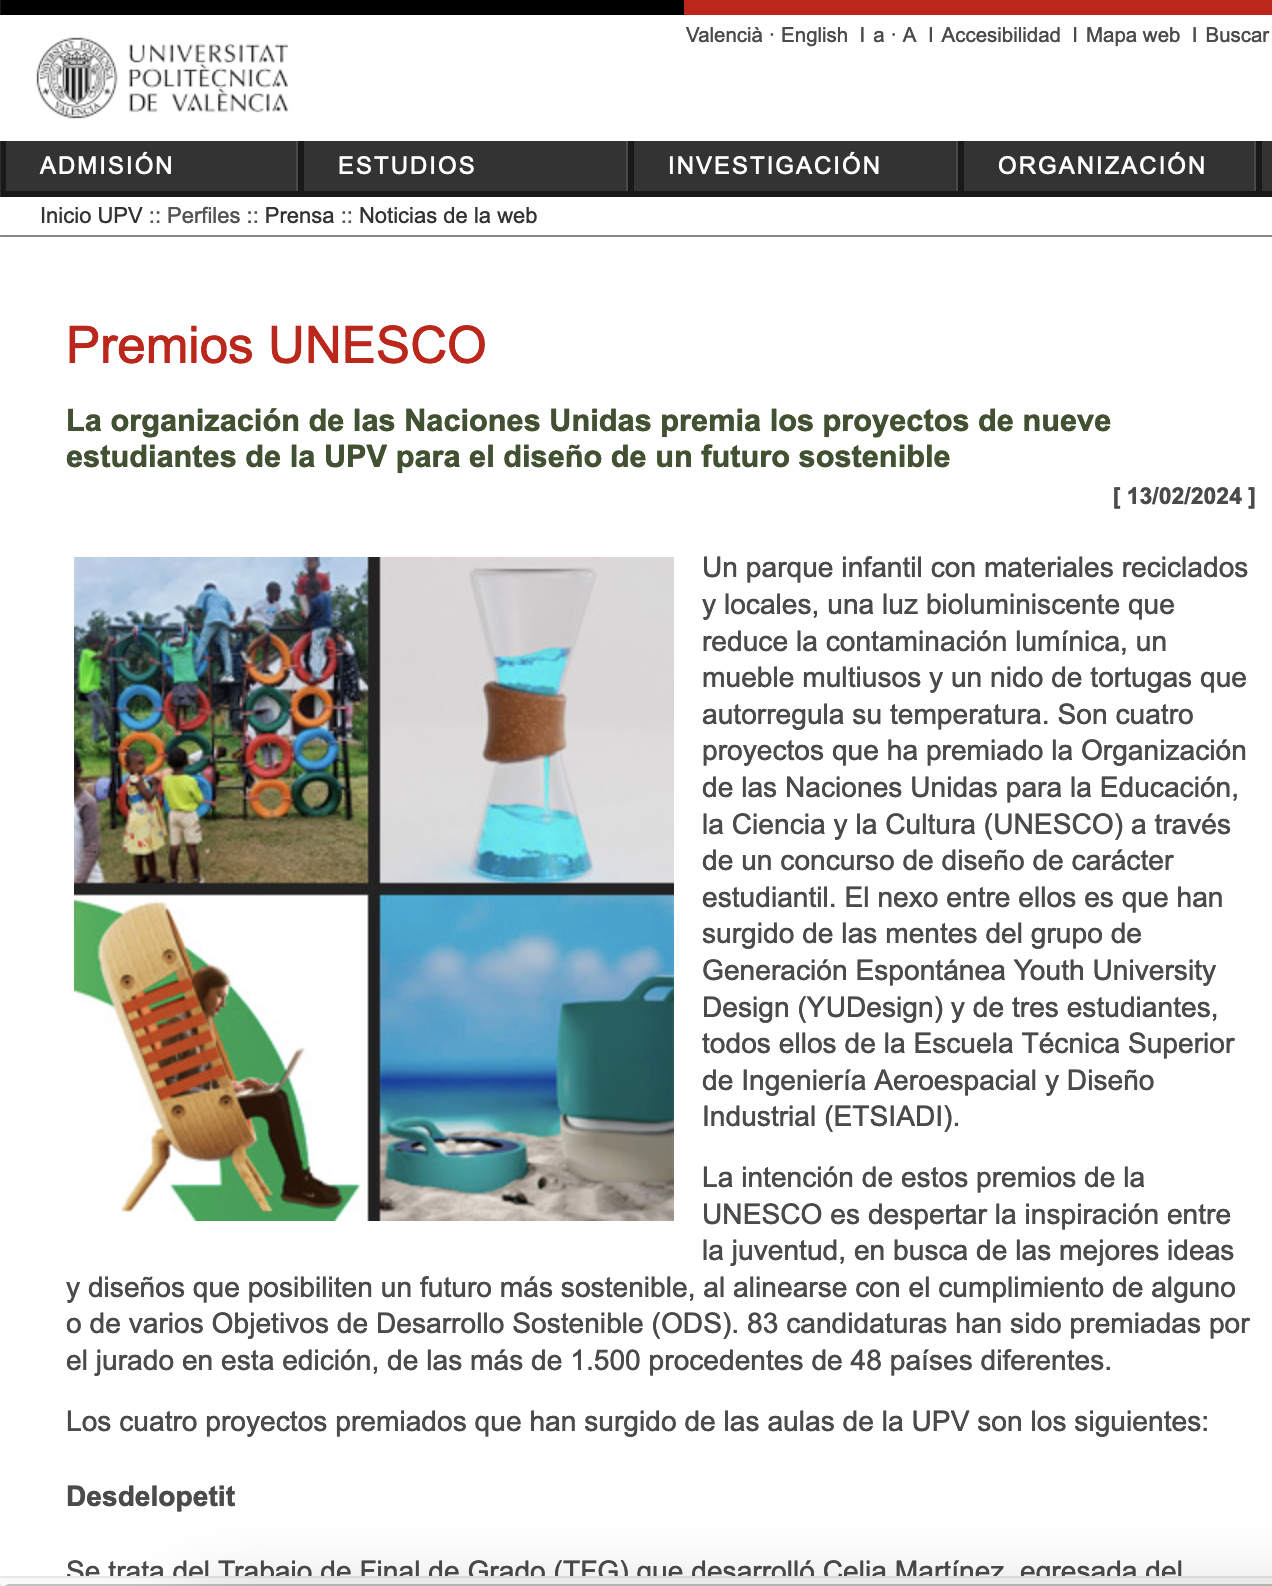 Valencià · English | a · A | Accesibilidad | Mapa web | Buscar
UNIVERSITAT
POLITÈCNICA
DE VALÈNCIA
ADMISIÓN ESTUDIOS INVESTIGACIÓN ORGANIZACIÓN
Inicio UPV :: Perfiles :: Prensa :: Noticias de la web
Premios UNESCO
La organización de las Naciones Unidas premia los proyectos de nueve
estudiantes de la UPV para el diseño de un futuro sostenible
[ 13/02/2024 ]
Un parque infantil con materiales reciclados
y locales, una luz bioluminiscente que
reduce la contaminación lumínica, un
mueble multiusos y un nido de tortugas que
autorregula su temperatura. Son cuatro
proyectos que ha premiado la Organización
de las Naciones Unidas para la Educación,
la Ciencia y la Cultura (UNESCO) a través
de un concurso de diseño de carácter
estudiantil. El nexo entre ellos es que han
surgido de las mentes del grupo de
Generación Espontánea Youth University
Design (YUDesign) y de tres estudiantes,
todos ellos de la Escuela Técnica Superior
de Ingeniería Aeroespacial y Diseño
Industrial (ETSIADI).
La intención de estos premios de la
UNESCO es despertar la inspiración entre
la juventud, en busca de las mejores ideas
y diseños que posibiliten un futuro más sostenible, al alinearse con el cumplimiento de alguno
o de varios Objetivos de Desarrollo Sostenible (ODS). 83 candidaturas han sido premiadas por
el jurado en esta edición, de las más de 1.500 procedentes de 48 países diferentes.
Los cuatro proyectos premiados que han surgido de las aulas de la UPV son los siguientes:
Desdelopetit
Se trata del Trabajo de Final de Grado (TFG) que desarrolló Celia Martínez, egresada del